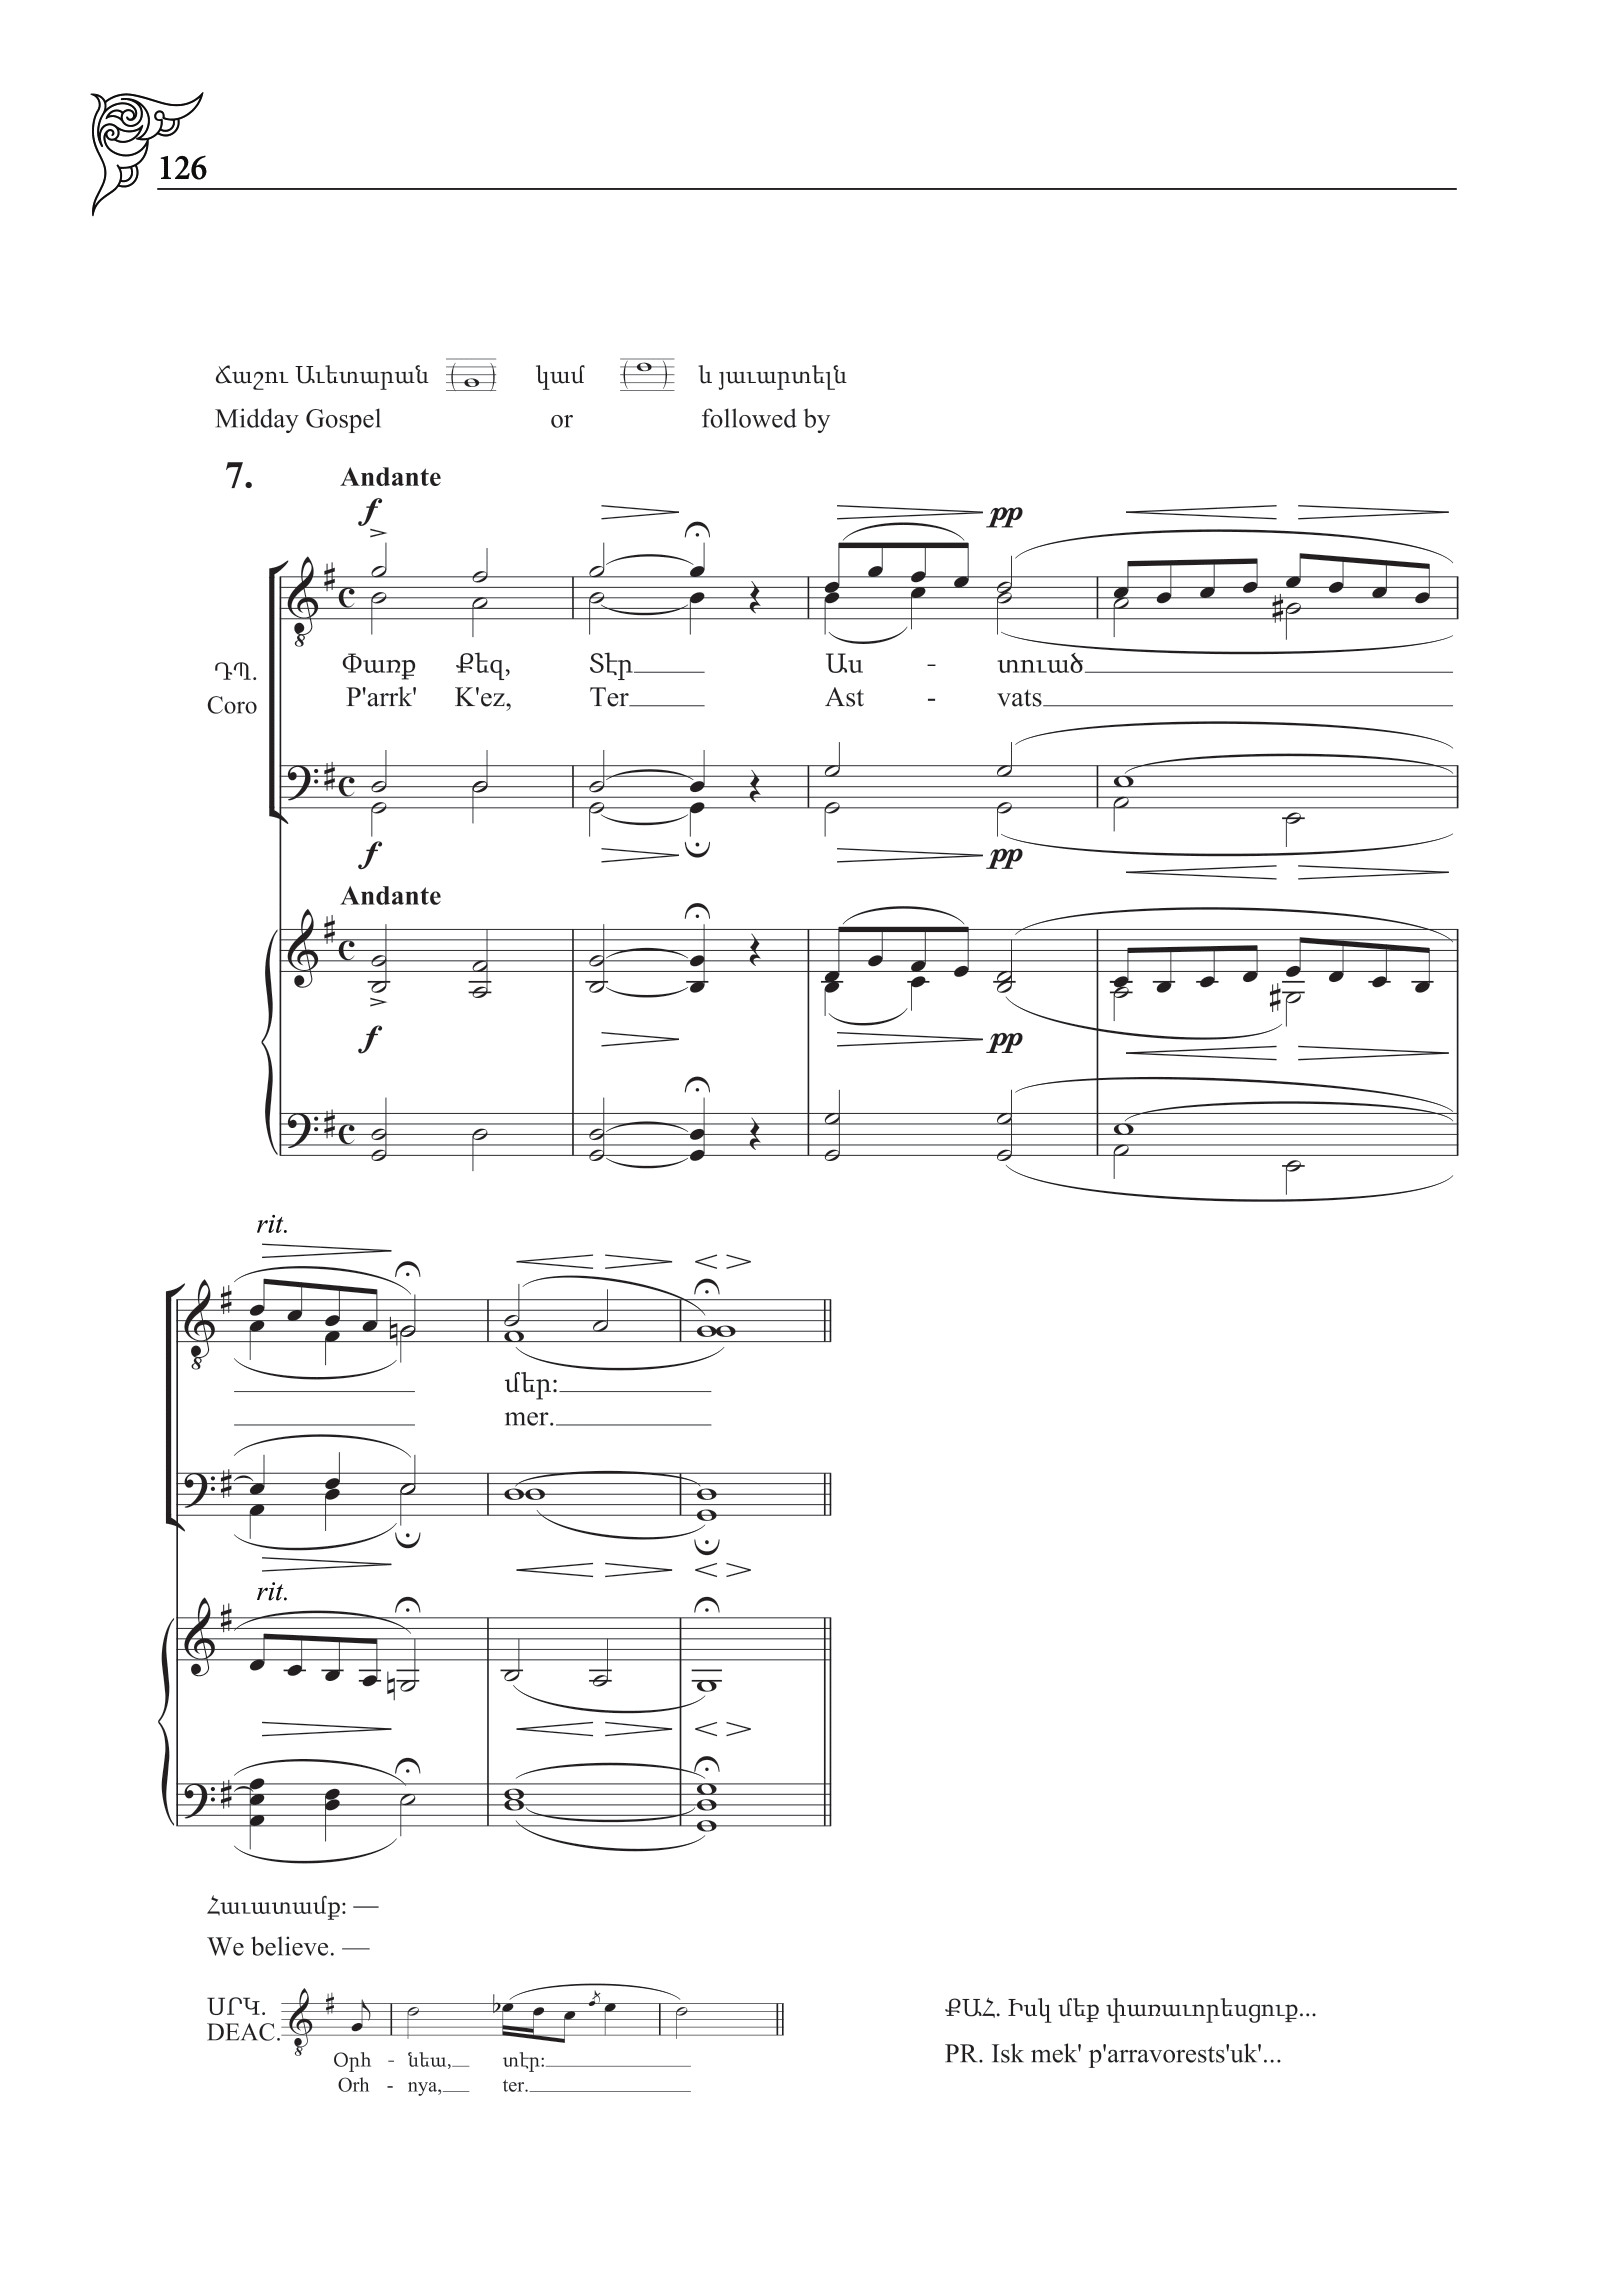 126
Ճաշու Աւետարան կամ և յաւարտելն
Midday Gospel or followed by
7. Andante
f pp
ԴՊ. Փառք Քեզ, Տէր Աս - տուած
Coro P'arrk' K'ez, Ter Ast - vats
f pp
Andante
f pp
rit.
մեր:
mer.
rit.
Հաւատամք: —
We believe. —
ՍՐԿ.
DEAC.
Օրհ - նեա, տէր:
Orh - nya, ter.
ՔԱՀ. Իսկ մեք փառաւորեսցուք...
PR. Isk mek' p'arravorests'uk'...